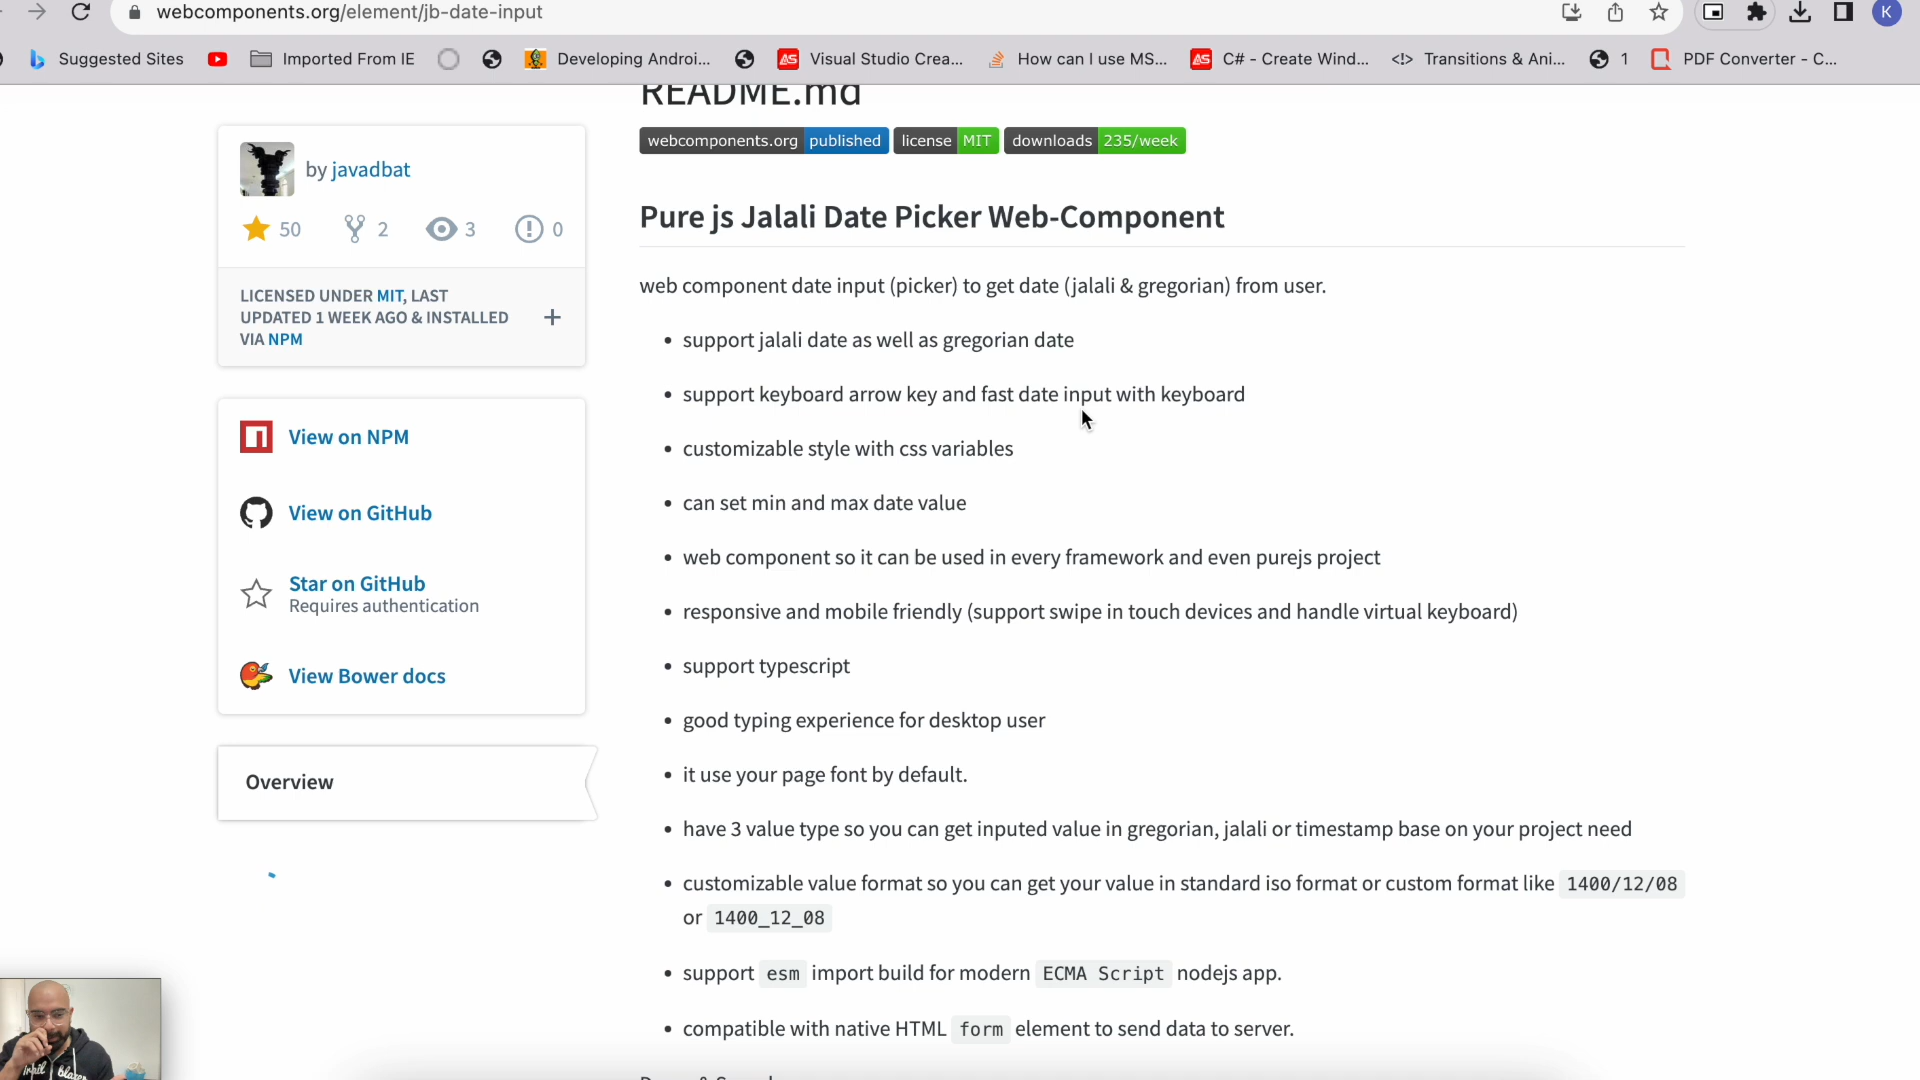 webcomponents.org/element/jb-date-input
K
Suggested Sites
Imported From IE
Developing Androi...
Visual Studio Crea...
How can I use MS...
C# - Create Wind...
Transitions & Ani...
1
PDF Converter - C...
README.md
webcomponents.org published license MIT downloads 235/week
by javadbat
50 2 3 0
LICENSED UNDER MIT, LAST
UPDATED 1 WEEK AGO & INSTALLED
VIA NPM
View on NPM
View on GitHub
Star on GitHub
Requires authentication
View Bower docs
Overview
Pure js Jalali Date Picker Web-Component
web component date input (picker) to get date (jalali & gregorian) from user.
• support jalali date as well as gregorian date
• support keyboard arrow key and fast date input with keyboard
• customizable style with css variables
• can set min and max date value
• web component so it can be used in every framework and even purejs project
• responsive and mobile friendly (support swipe in touch devices and handle virtual keyboard)
• support typescript
• good typing experience for desktop user
• it use your page font by default.
• have 3 value type so you can get inputed value in gregorian, jalali or timestamp base on your project need
• customizable value format so you can get your value in standard iso format or custom format like 1400/12/08
or 1400_12_08
• support esm import build for modern ECMA Script nodejs app.
• compatible with native HTML form element to send data to server.